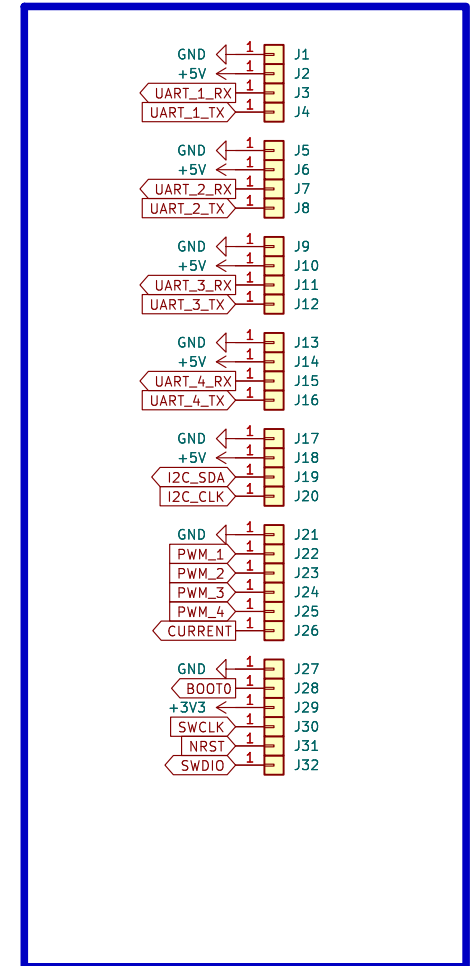 GND 1 J1
+5V 1 J2
UART_1_RX 1 J3
UART_1_TX 1 J4
GND 1 J5
+5V 1 J6
UART_2_RX 1 J7
UART_2_TX 1 J8
GND 1 J9
+5V 1 J10
UART_3_RX 1 J11
UART_3_TX 1 J12
GND 1 J13
+5V 1 J14
UART_4_RX 1 J15
UART_4_TX 1 J16
GND 1 J17
+5V 1 J18
I2C_SDA 1 J19
I2C_CLK 1 J20
GND 1 J21
PWM_1 1 J22
PWM_2 1 J23
PWM_3 1 J24
PWM_4 1 J25
CURRENT 1 J26
GND 1 J27
BOOT0 1 J28
+3V3 1 J29
SWCLK 1 J30
NRST 1 J31
SWDIO 1 J32